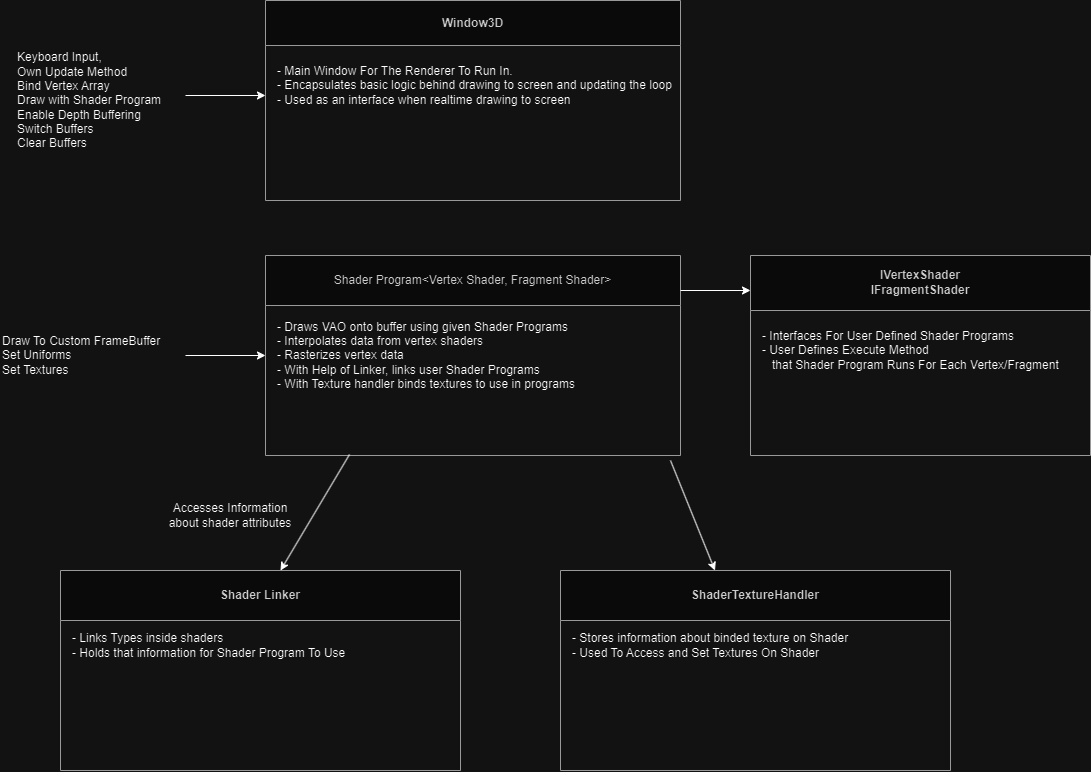 Window3D
Keyboard Input,
Own Update Method
Bind Vertex Array
Draw with Shader Program
Enable Depth Buffering
Switch Buffers
Clear Buffers
- Main Window For The Renderer To Run In.
- Encapsulates basic logic behind drawing to screen and updating the loop
- Used as an interface when realtime drawing to screen
Shader Program<Vertex Shader, Fragment Shader>
Draw To Custom FrameBuffer
Set Uniforms
Set Textures
- Draws VAO onto buffer using given Shader Programs
- Interpolates data from vertex shaders
- Rasterizes vertex data
- With Help of Linker, links user Shader Programs
- With Texture handler binds textures to use in programs
IVertexShader
IFragmentShader
- Interfaces For User Defined Shader Programs
- User Defines Execute Method
that Shader Program Runs For Each Vertex/Fragment
Accesses Information
about shader attributes
Shader Linker
- Links Types inside shaders
- Holds that information for Shader Program To Use
ShaderTextureHandler
- Stores information about binded texture on Shader
- Used To Access and Set Textures On Shader